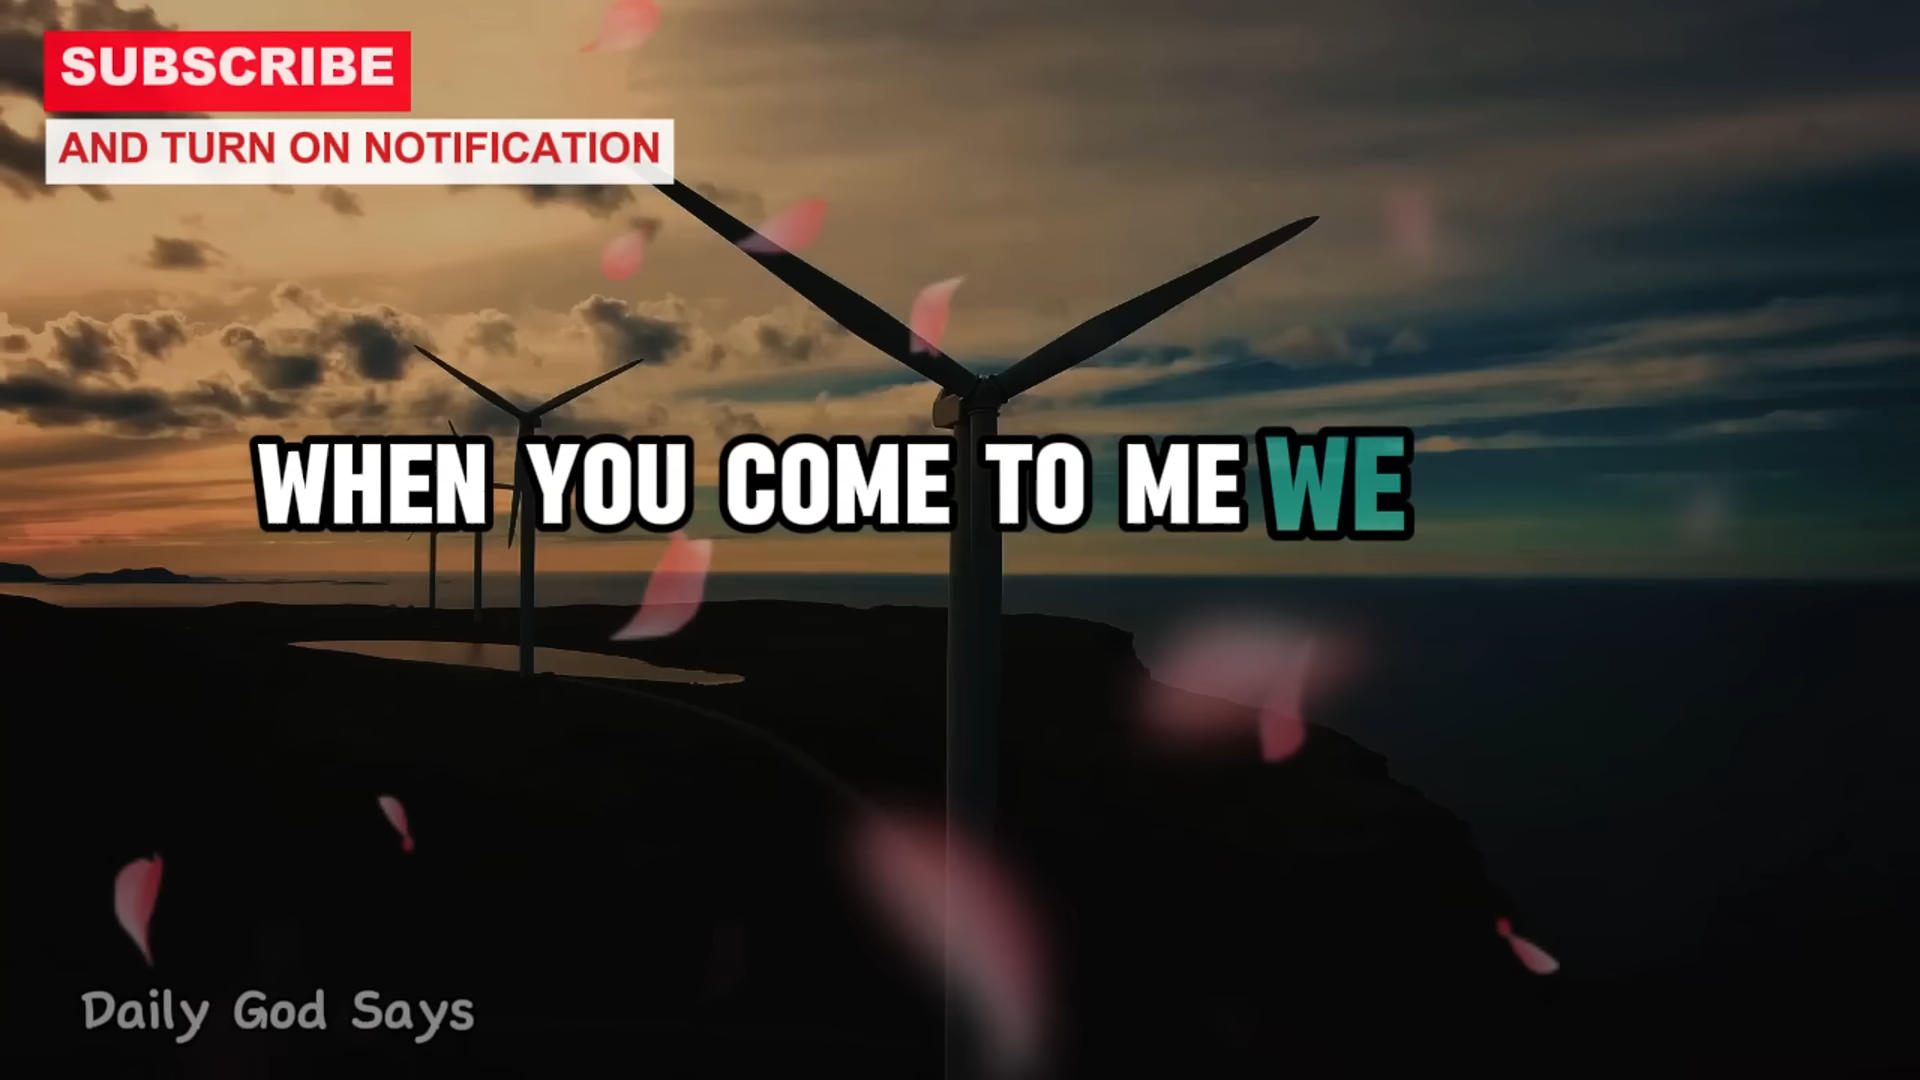 SUBSCRIBE
AND TURN ON NOTIFICATION
WHEN YOU COME TO ME WE
Daily God Says